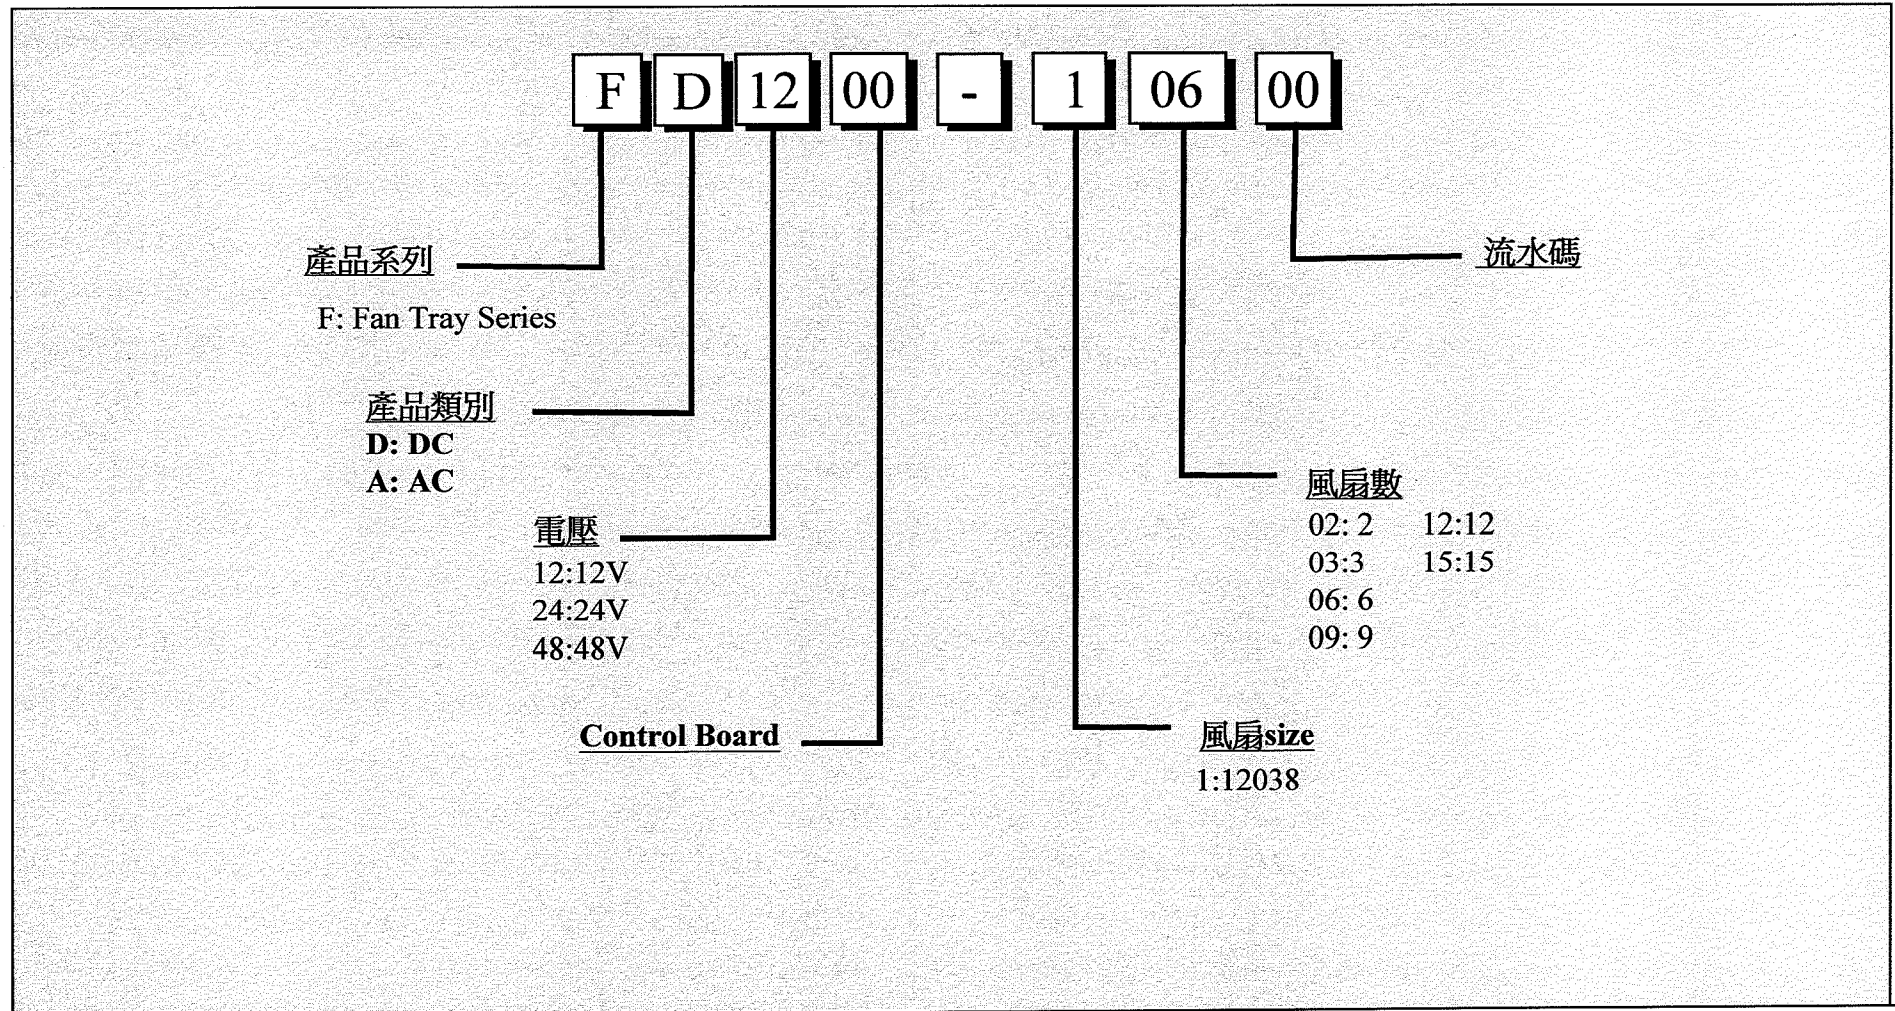 F D 12 00 - 1 06 00
產品系列
F: Fan Tray Series
流水碼
產品類別
D: DC
A: AC
電壓
12:12V
24:24V
48:48V
風扇數
02: 2 12:12
03:3 15:15
06: 6
09: 9
Control Board
風扇size
1:12038